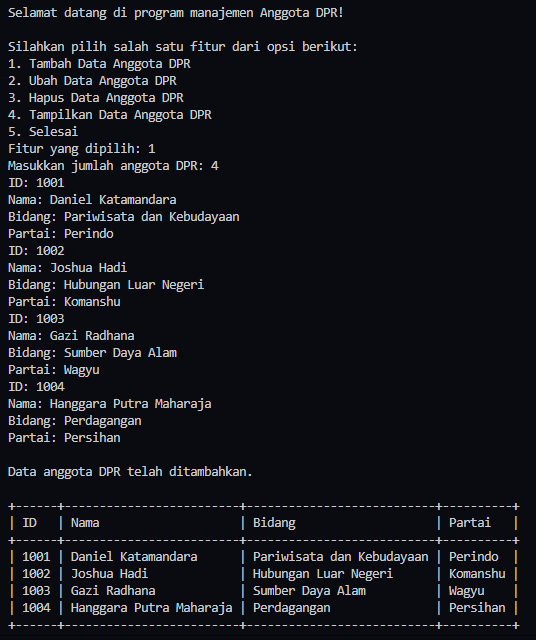 Selamat datang di program manajemen Anggota DPR!

Silahkan pilih salah satu fitur dari opsi berikut:
1. Tambah Data Anggota DPR
2. Ubah Data Anggota DPR
3. Hapus Data Anggota DPR
4. Tampilkan Data Anggota DPR
5. Selesai
Fitur yang dipilih: 1
Masukkan jumlah anggota DPR: 4
ID: 1001
Nama: Daniel Katamandara
Bidang: Pariwisata dan Kebudayaan
Partai: Perindo
ID: 1002
Nama: Joshua Hadi
Bidang: Hubungan Luar Negeri
Partai: Komanshu
ID: 1003
Nama: Gazi Radhana
Bidang: Sumber Daya Alam
Partai: Wagyu
ID: 1004
Nama: Hanggara Putra Maharaja
Bidang: Perdagangan
Partai: Persihan

Data anggota DPR telah ditambahkan.

+------+-------------------------+---------------------------+----------+
| ID   | Nama                    | Bidang                    | Partai   |
+------+-------------------------+---------------------------+----------+
| 1001 | Daniel Katamandara      | Pariwisata dan Kebudayaan | Perindo  |
| 1002 | Joshua Hadi             | Hubungan Luar Negeri      | Komanshu |
| 1003 | Gazi Radhana            | Sumber Daya Alam          | Wagyu    |
| 1004 | Hanggara Putra Maharaja | Perdagangan               | Persihan |
+------+-------------------------+---------------------------+----------+